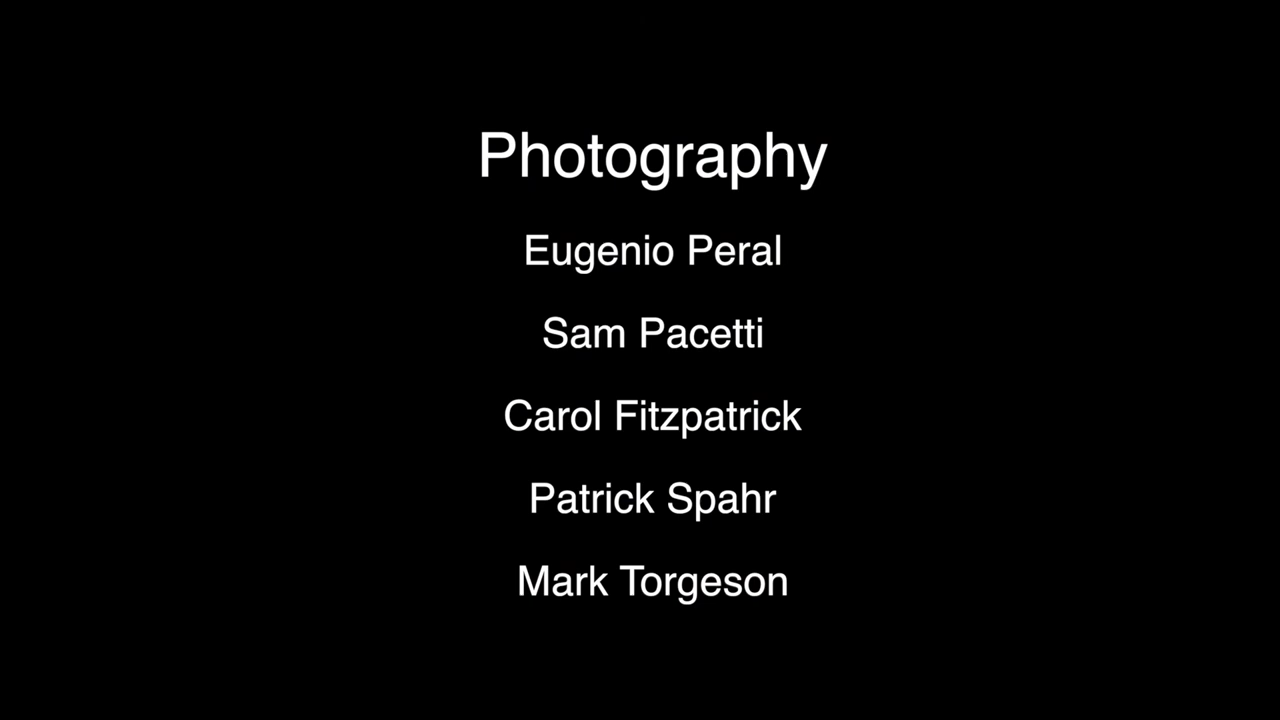 Photography
Eugenio Peral
Sam Pacetti
Carol Fitzpatrick
Patrick Spahr
Mark Torgeson